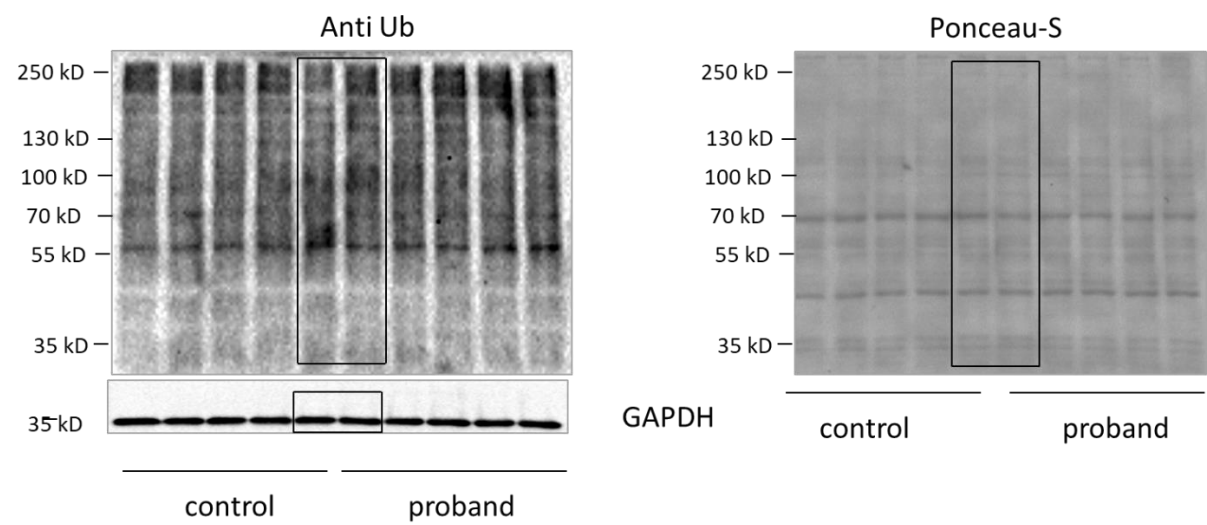 Anti Ub
250 kD
130 kD
100 kD
70 kD
55 kD
35 kD
35 kD
control
proband
GAPDH
Ponceau-S
250 kD
130 kD
100 kD
70 kD
55 kD
35 kD
control
proband